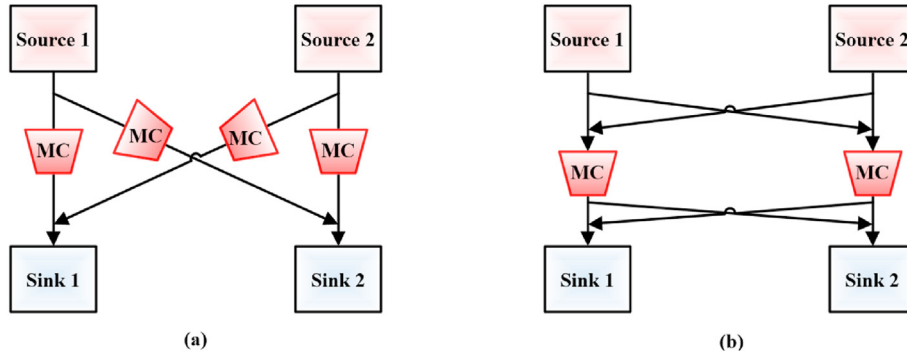 Source 1
Source 2
MC
MC
MC
MC
Sink 1
Sink 2
(a)
Source 1
Source 2
MC
MC
Sink 1
Sink 2
(b)